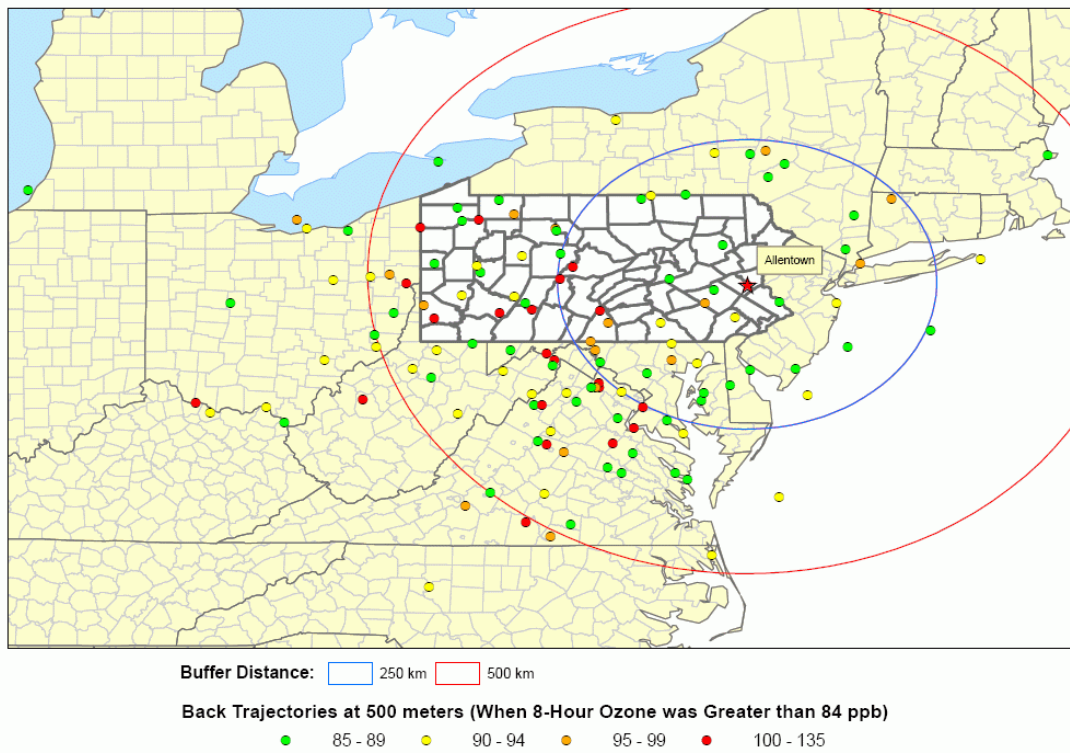 Allentown
Buffer Distance: 250 km 500 km
Back Trajectories at 500 meters (When 8-Hour Ozone was Greater than 84 ppb)
85 - 89 90 - 94 95 - 99 100 - 135